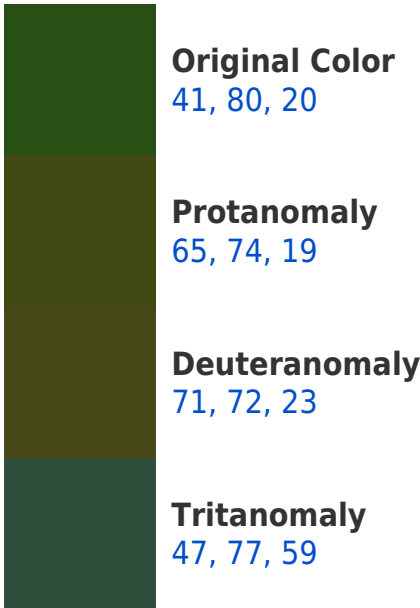 Original Color
41, 80, 20
Protanomaly
65, 74, 19
Deuteranomaly
71, 72, 23
Tritanomaly
47, 77, 59